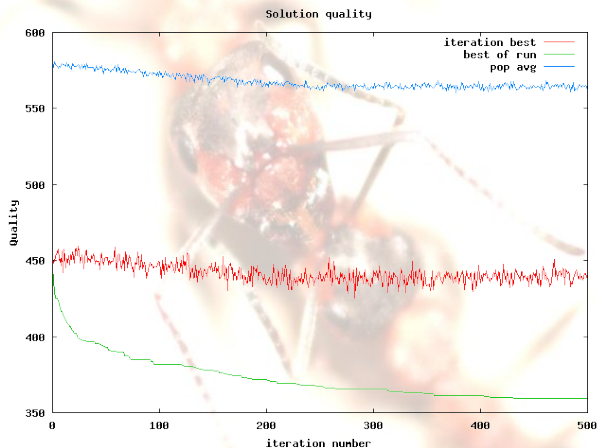 Solution quality
600
iteration best
best of run
pop avg
550
500
Quality
450
400
350
0 100 200 300 400 500
iteration number